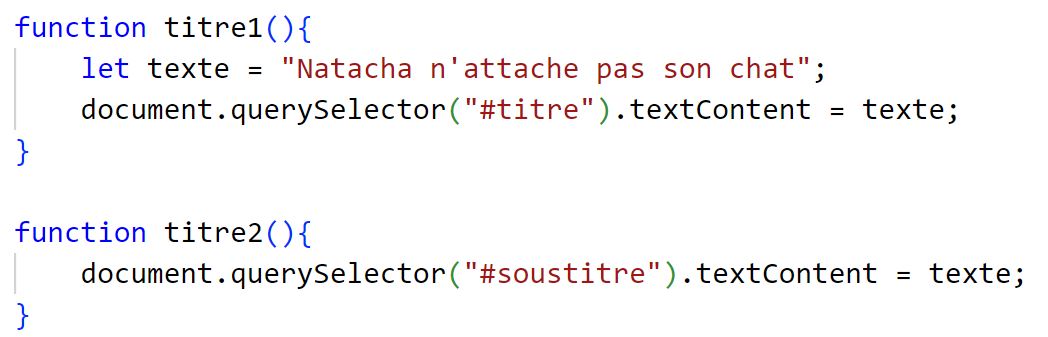 function titre1(){
    let texte = "Natacha n'attache pas son chat";
    document.querySelector("#titre").textContent = texte;
}
function titre2(){
    document.querySelector("#soustitre").textContent = texte;
}